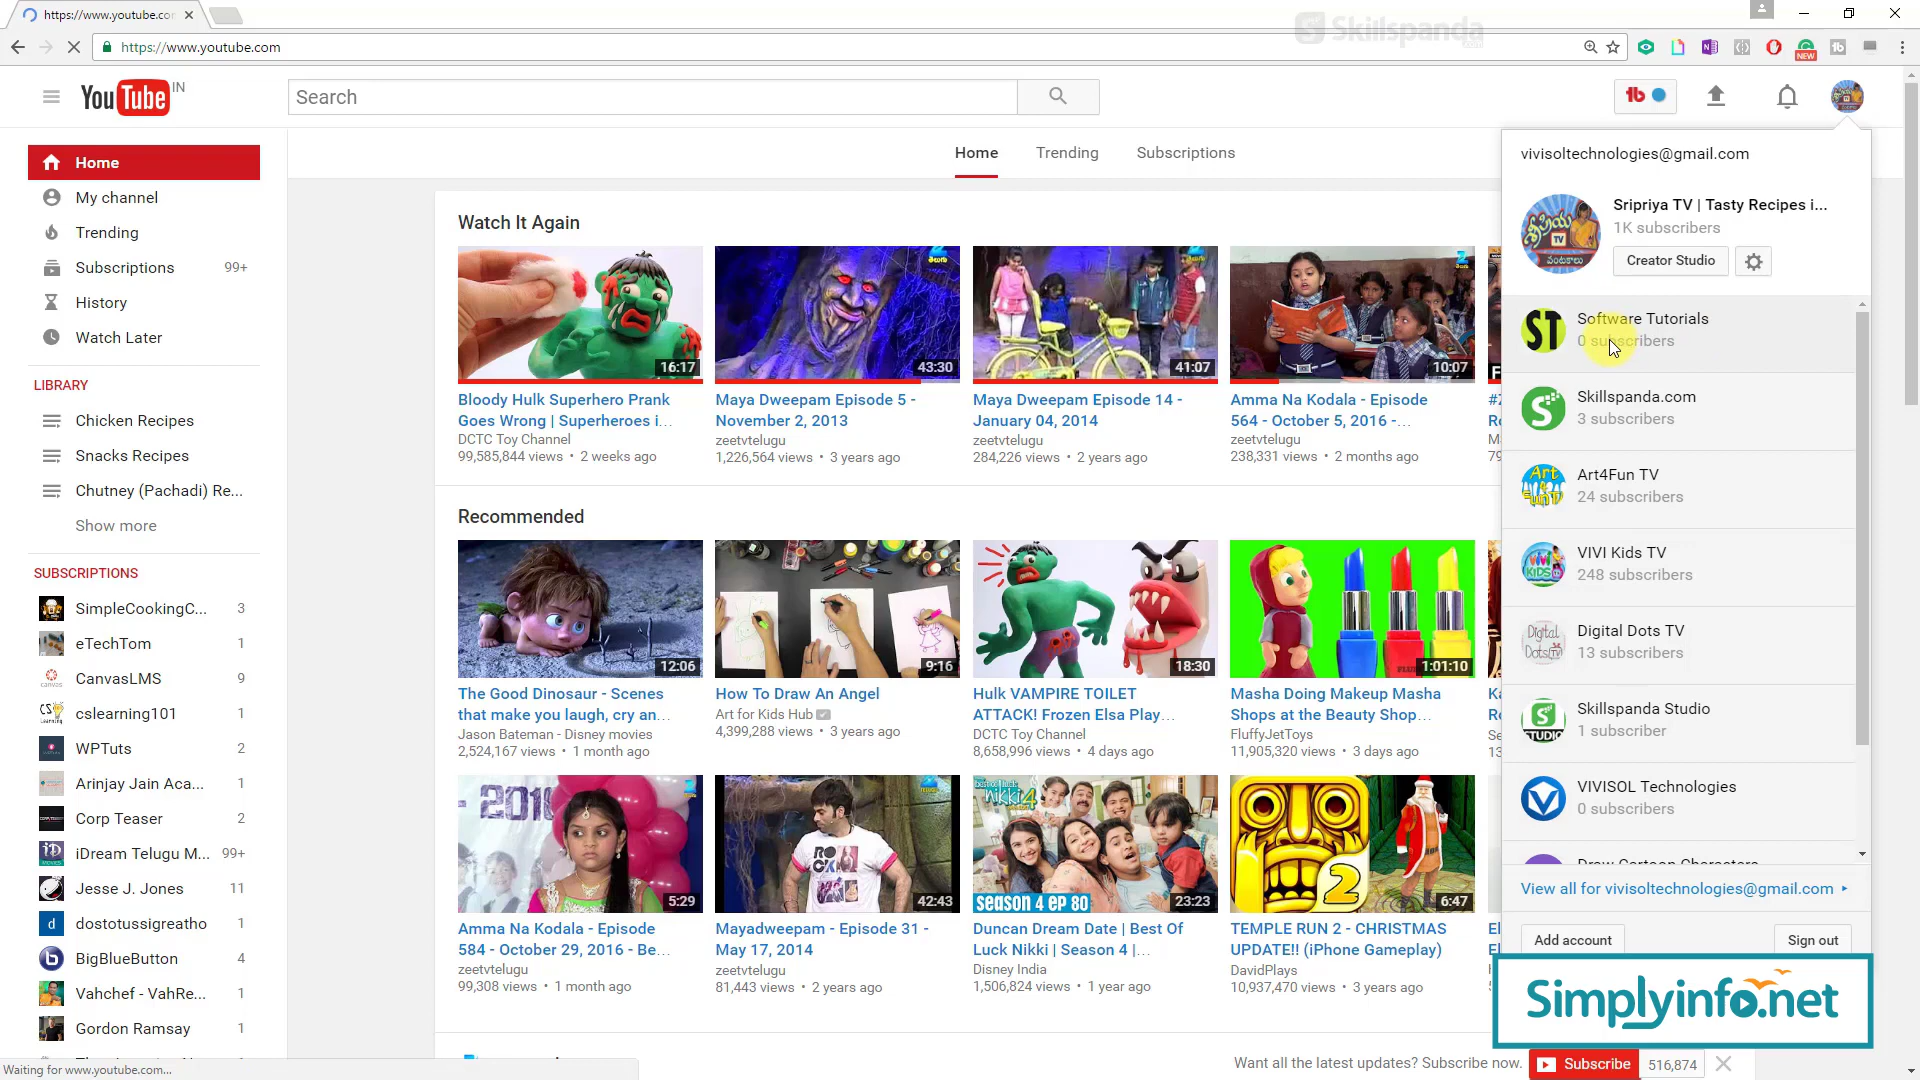 https://www.youtube.com
Skillspanda
.com
https://www.youtube.com
NEW
YouTube IN
Search
Home
Trending
Subscriptions
vivisoltechnologies@gmail.com
Sripriya TV | Tasty Recipes i...
1K subscribers
Creator Studio
Software Tutorials
0 subscribers
Skillspanda.com
3 subscribers
Art4Fun TV
24 subscribers
VIVI Kids TV
248 subscribers
Digital Dots TV
13 subscribers
Skillspanda Studio
1 subscriber
VIVISOL Technologies
0 subscribers
Draw Cartoon Characters
View all for vivisoltechnologies@gmail.com
Add account
Sign out
Home
My channel
Trending
Subscriptions 99+
History
Watch Later
LIBRARY
Chicken Recipes
Snacks Recipes
Chutney (Pachadi) Re...
Show more
SUBSCRIPTIONS
SimpleCookingC... 3
eTechTom 1
CanvasLMS 9
cslearning101 1
WPTuts 2
Arinjay Jain Aca... 1
Corp Teaser 2
iDream Telugu M... 99+
Jesse J. Jones 11
dostotussigreatho 1
BigBlueButton 4
Vahchef - VahRe... 1
Gordon Ramsay 1
Watch It Again
16:17
Bloody Hulk Superhero Prank
Goes Wrong | Superheroes i...
DCTC Toy Channel
99,585,844 views • 2 weeks ago
43:30
Maya Dweepam Episode 5 -
November 2, 2013
zeetvtelugu
1,226,564 views • 3 years ago
41:07
Maya Dweepam Episode 14 -
January 04, 2014
zeetvtelugu
284,226 views • 2 years ago
10:07
Amma Na Kodala - Episode
564 - October 5, 2016 -...
zeetvtelugu
238,331 views • 2 months ago
Recommended
12:06
The Good Dinosaur - Scenes
that make you laugh, cry an...
Jason Bateman - Disney movies
2,524,167 views • 1 month ago
9:16
How To Draw An Angel
Art for Kids Hub
4,399,288 views • 3 years ago
18:30
Hulk VAMPIRE TOILET
ATTACK! Frozen Elsa Play...
DCTC Toy Channel
8,658,996 views • 4 days ago
1:01:10
Masha Doing Makeup Masha
Shops at the Beauty Shop...
FluffyJetToys
11,905,320 views • 3 days ago
5:29
Amma Na Kodala - Episode
584 - October 29, 2016 - Be...
zeetvtelugu
99,308 views • 1 month ago
42:43
Mayadweepam - Episode 31 -
May 17, 2014
zeetvtelugu
81,443 views • 2 years ago
nikki 4
season 4 ep 80
23:23
Duncan Dream Date | Best Of
Luck Nikki | Season 4 |...
Disney India
1,506,824 views • 1 year ago
2
6:47
TEMPLE RUN 2 - CHRISTMAS
UPDATE!! (iPhone Gameplay)
DavidPlays
10,937,470 views • 3 years ago
Want all the latest updates? Subscribe now.
Subscribe 516,874
Simplyinfo.net
Waiting for www.youtube.com...